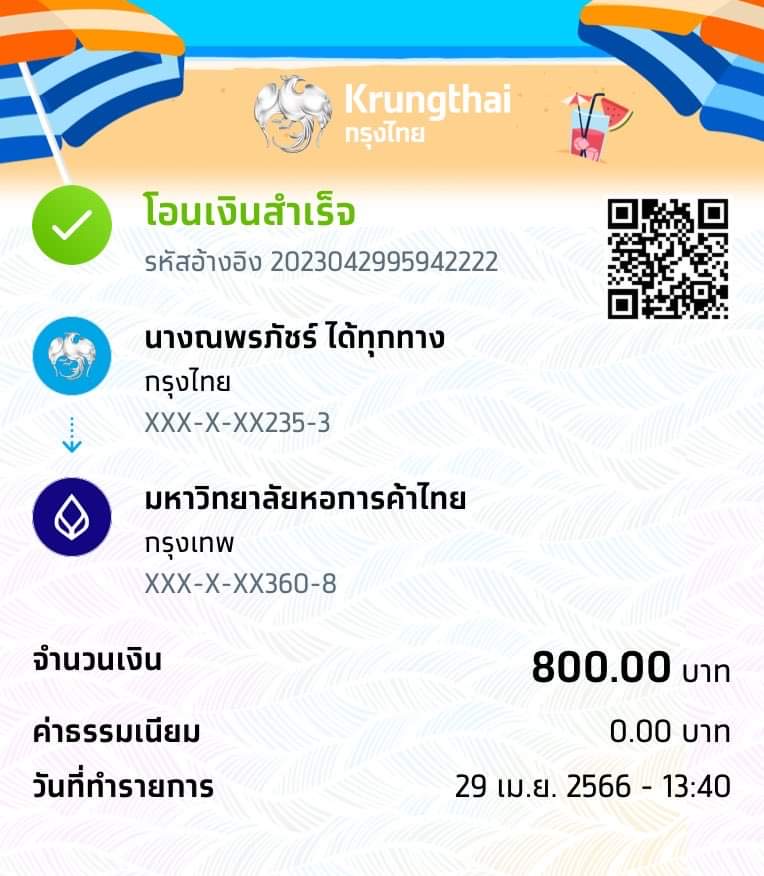 Krungthai
กรุงไทย
โอนเงินสำเร็จ
รหัสอ้างอิง 2023042995942222
นางณพรภัชร์ ได้ทุกทาง
กรุงไทย
XXX-X-XX235-3
มหาวิทยาลัยหอการค้าไทย
กรุงเทพ
XXX-X-XX360-8
จำนวนเงิน 800.00 บาท
ค่าธรรมเนียม 0.00 บาท
วันที่ทำรายการ 29 เม.ย. 2566 - 13:40